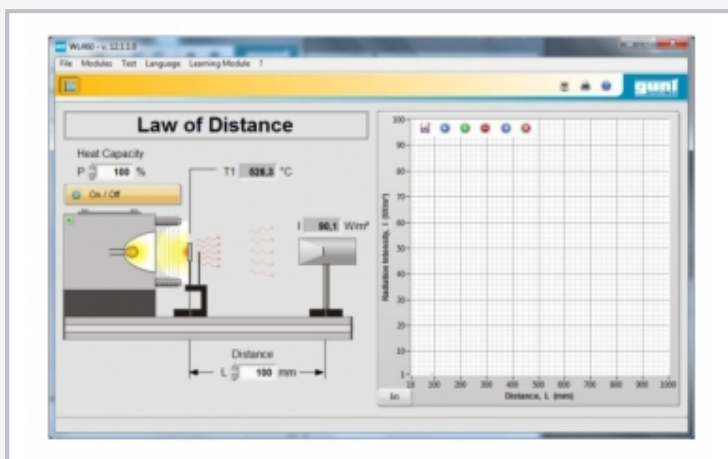 WL460 - v. 12.1.1.0
File Modules Text Language Learning Module ?
gunt
Law of Distance
Heat Capacity
P 100 %
On / Off
T1 528,3 °C
I 90,1 W/m²
Distance
L 100 mm
Radiation Intensity, I (W/m²)
100
90
80
70
60
50
40
30
20
10
1
10 100 200 300 400 500 600 700 800 900 1000
lin
Distance, L (mm)